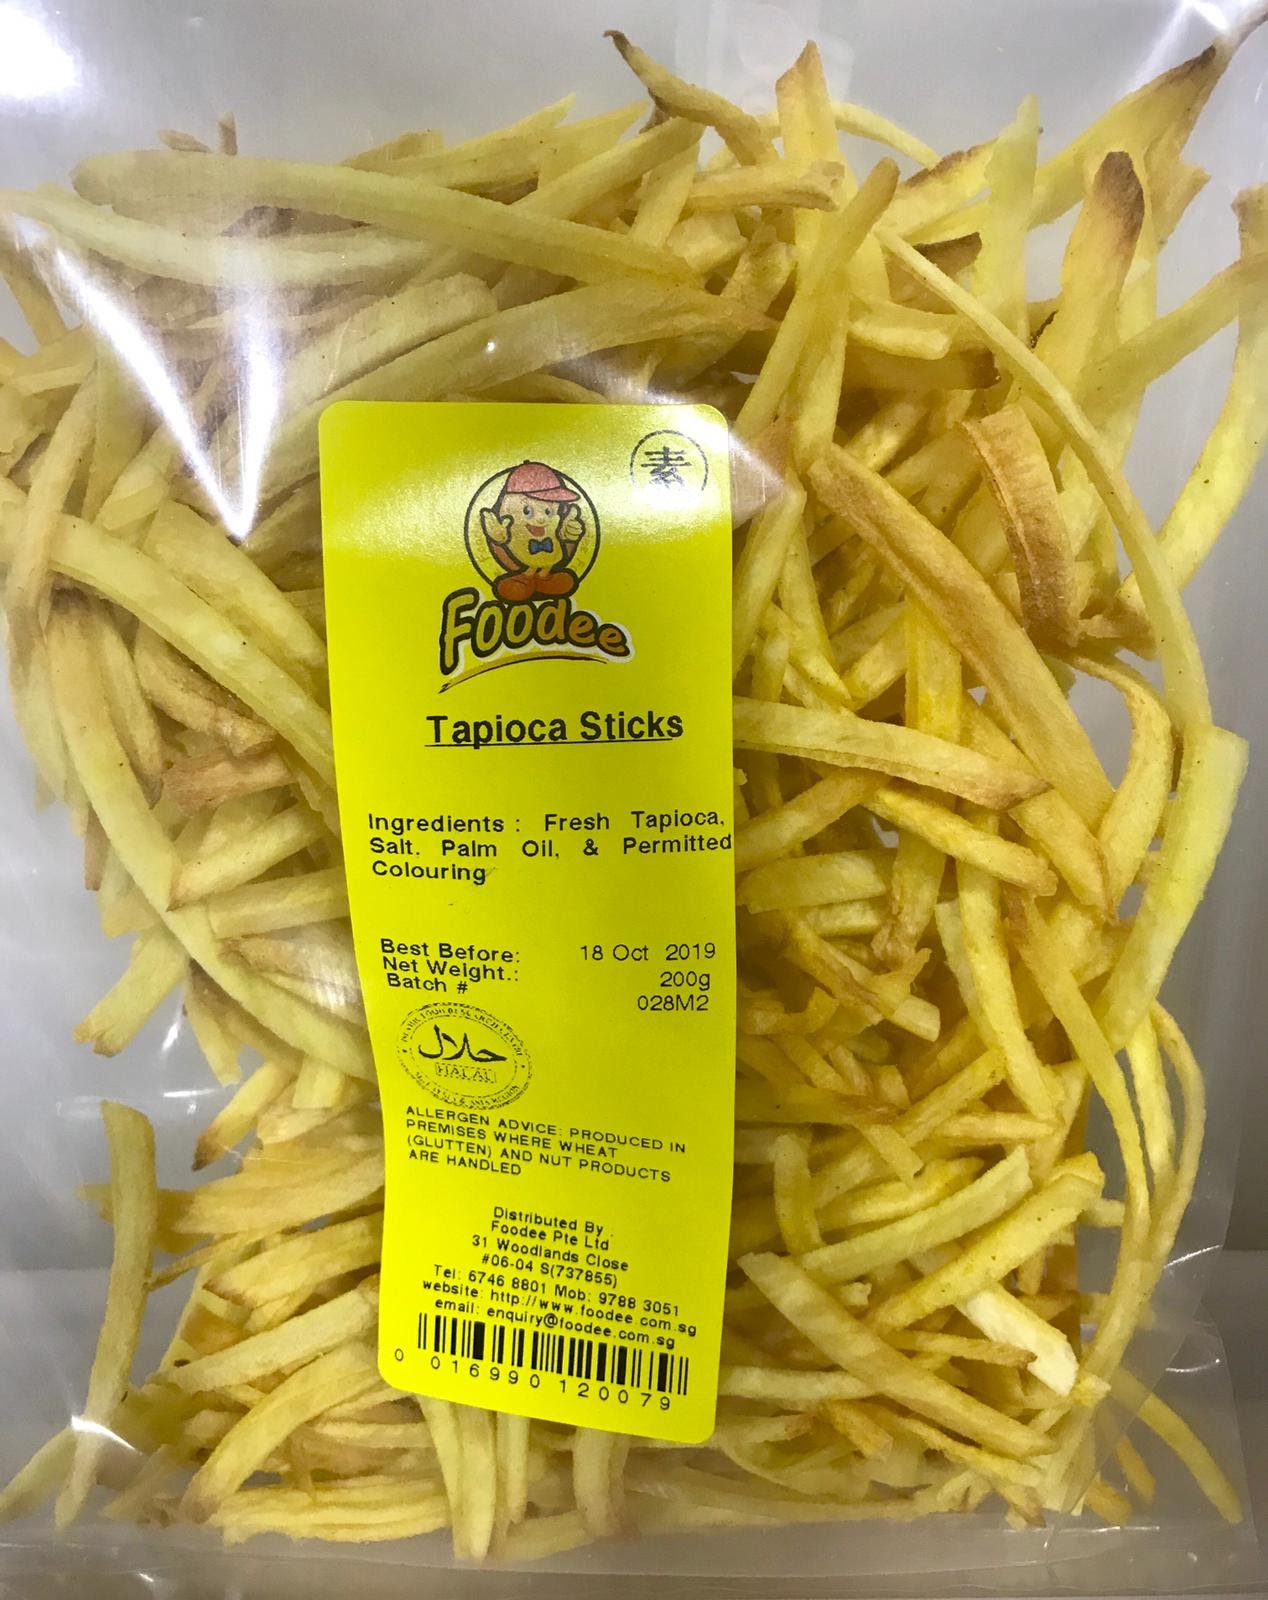 素
Foodee
Tapioca Sticks
Ingredients : Fresh Tapioca,
Salt. Palm Oil, & Permitted
Colouring
Best Before: 18 Oct 2019
Net Weight.: 200g
Batch # 028M2
حلال
HALAL
ALLERGEN ADVICE: PRODUCED IN
PREMISES WHERE WHEAT
(GLUTTEN) AND NUT PRODUCTS
ARE HANDLED
Distributed By :
Foodee Pte Ltd
31 Woodlands Close
#06-04 S(737855)
Tel: 6746 8801 Mob: 9788 3051
website: http://www.foodee.com.sg
email: enquiry@foodee.com.sg
0 016990 120079